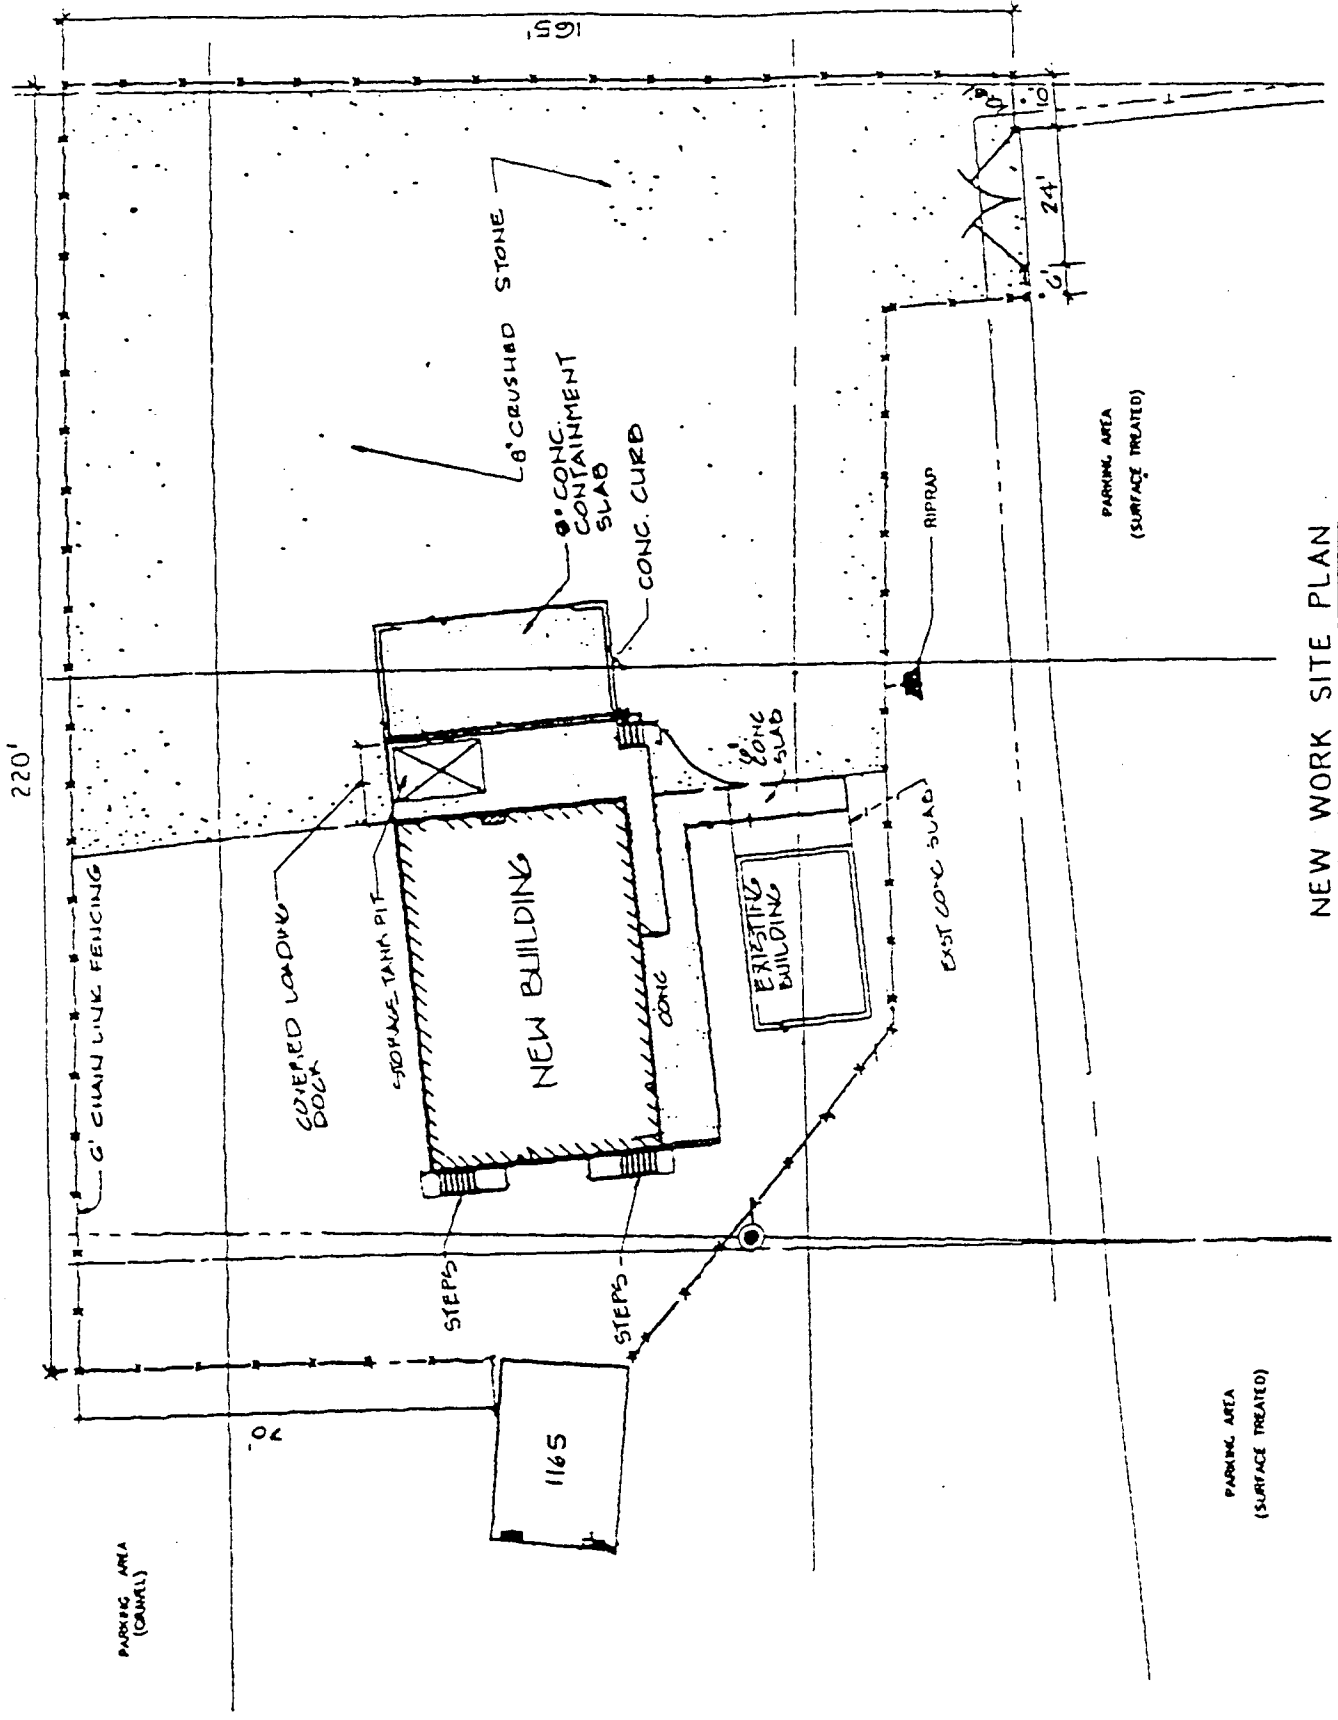 220'
165'
6' CHAIN LINK FENCING
COVERED LOADING
DOCK
STORAGE TANK PIT
8" CRUSHED STONE
8" CONC.
CONTAINMENT
SLAB
CONC. CURB
NEW BUILDING
CONC
CONC
SLAB
EXISTING
BUILDING
EXST CONC SLAB
RIPRAP
10'
24'
6'
STEPS
STEPS
70'
1165
PARKING AREA
(GRAVEL)
PARKING AREA
(SURFACE TREATED)
PARKING AREA
(SURFACE TREATED)
NEW WORK SITE PLAN